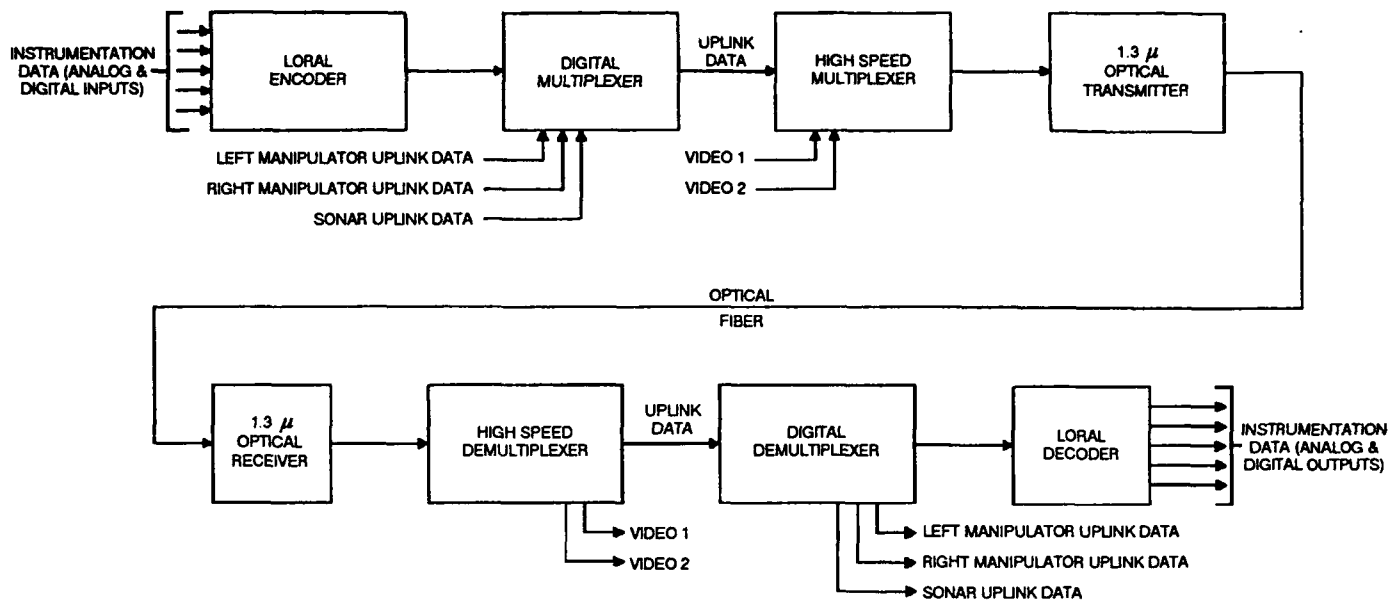 INSTRUMENTATION
DATA (ANALOG &
DIGITAL INPUTS)
LORAL
ENCODER
DIGITAL
MULTIPLEXER
UPLINK
DATA
HIGH SPEED
MULTIPLEXER
1.3 μ
OPTICAL
TRANSMITTER
LEFT MANIPULATOR UPLINK DATA
RIGHT MANIPULATOR UPLINK DATA
SONAR UPLINK DATA
VIDEO 1
VIDEO 2
OPTICAL
FIBER
1.3 μ
OPTICAL
RECEIVER
HIGH SPEED
DEMULTIPLEXER
UPLINK
DATA
DIGITAL
DEMULTIPLEXER
LORAL
DECODER
INSTRUMENTATION
DATA (ANALOG &
DIGITAL OUTPUTS)
VIDEO 1
VIDEO 2
LEFT MANIPULATOR UPLINK DATA
RIGHT MANIPULATOR UPLINK DATA
SONAR UPLINK DATA